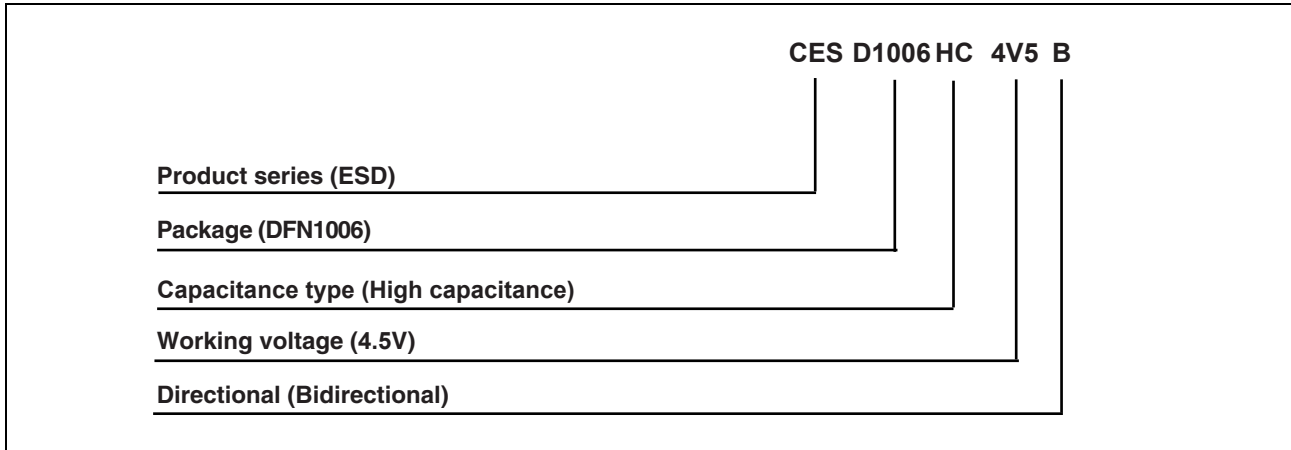 CES D1006 HC 4V5 B
Product series (ESD)
Package (DFN1006)
Capacitance type (High capacitance)
Working voltage (4.5V)
Directional (Bidirectional)